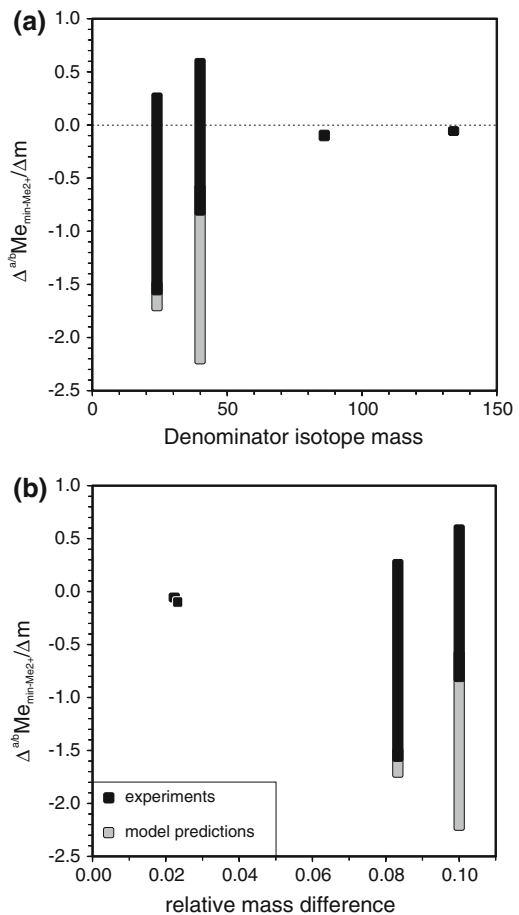 (a)
1.0
0.5
0.0
-0.5
-1.0
-1.5
-2.0
-2.5
Δa/bMemin-Me2+/Δm
0 50 100 150
Denominator isotope mass
(b)
1.0
0.5
0.0
-0.5
-1.0
-1.5
-2.0
-2.5
Δa/bMemin-Me2+/Δm
experiments
model predictions
0.00 0.02 0.04 0.06 0.08 0.10
relative mass difference